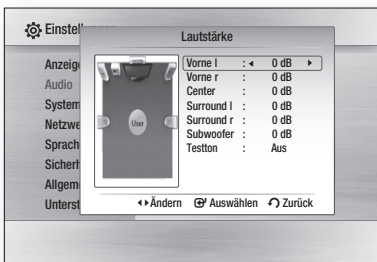 Einstel
Lautstärke
Anzeige
Audio
System
Netzwe
Sprach
Sicherh
Allgem
Unterst
User
Vorne l : ◂ 0 dB ▸
Vorne r : 0 dB
Center : 0 dB
Surround l : 0 dB
Surround r : 0 dB
Subwoofer : 0 dB
Testton : Aus
◂▸Ändern Auswählen Zurück